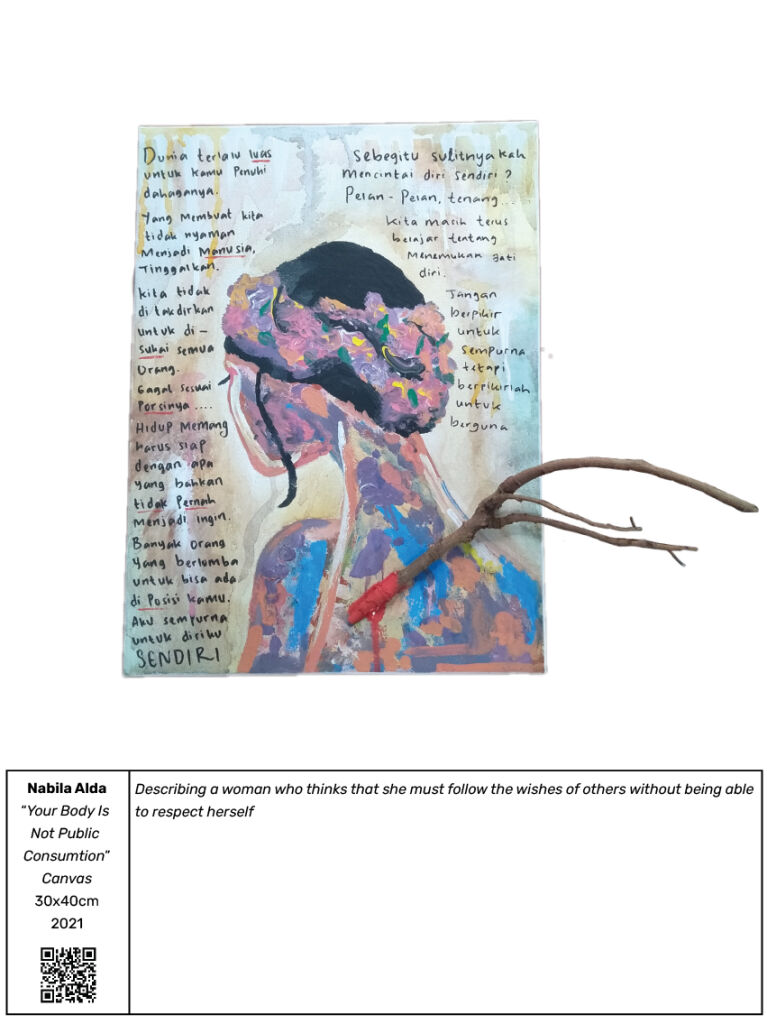 Dunia terlalu luas
untuk kamu Penuhi
dahaganya.
Yang Membuat kita
tidak nyaman
Menjadi Manusia,
Tinggalkan.
kita tidak
di takdirkan
untuk di-
sukai semua
Orang.
Gagal sesuai
Porsinya ....
Hidup Memang
harus siap
dengan apa
yang bahkan
tidak Pernah
Menjadi ingin.
Banyak orang
yang berlomba
untuk bisa ada
di Posisi kamu.
Aku sempurna
untuk diriku
SENDIRI
sebegitu sulitnyakah
mencintai diri sendiri ?
Pelan - Pelan, tenang...
kita masih terus
belajar tentang
Menemukan Jati
diri.
Jangan
berpikir
untuk
sempurna
tetapi
berpikirlah
untuk
berguna
Nabila Alda
"Your Body Is
Not Public
Consumtion"
Canvas
30x40cm
2021
Describing a woman who thinks that she must follow the wishes of others without being able
to respect herself